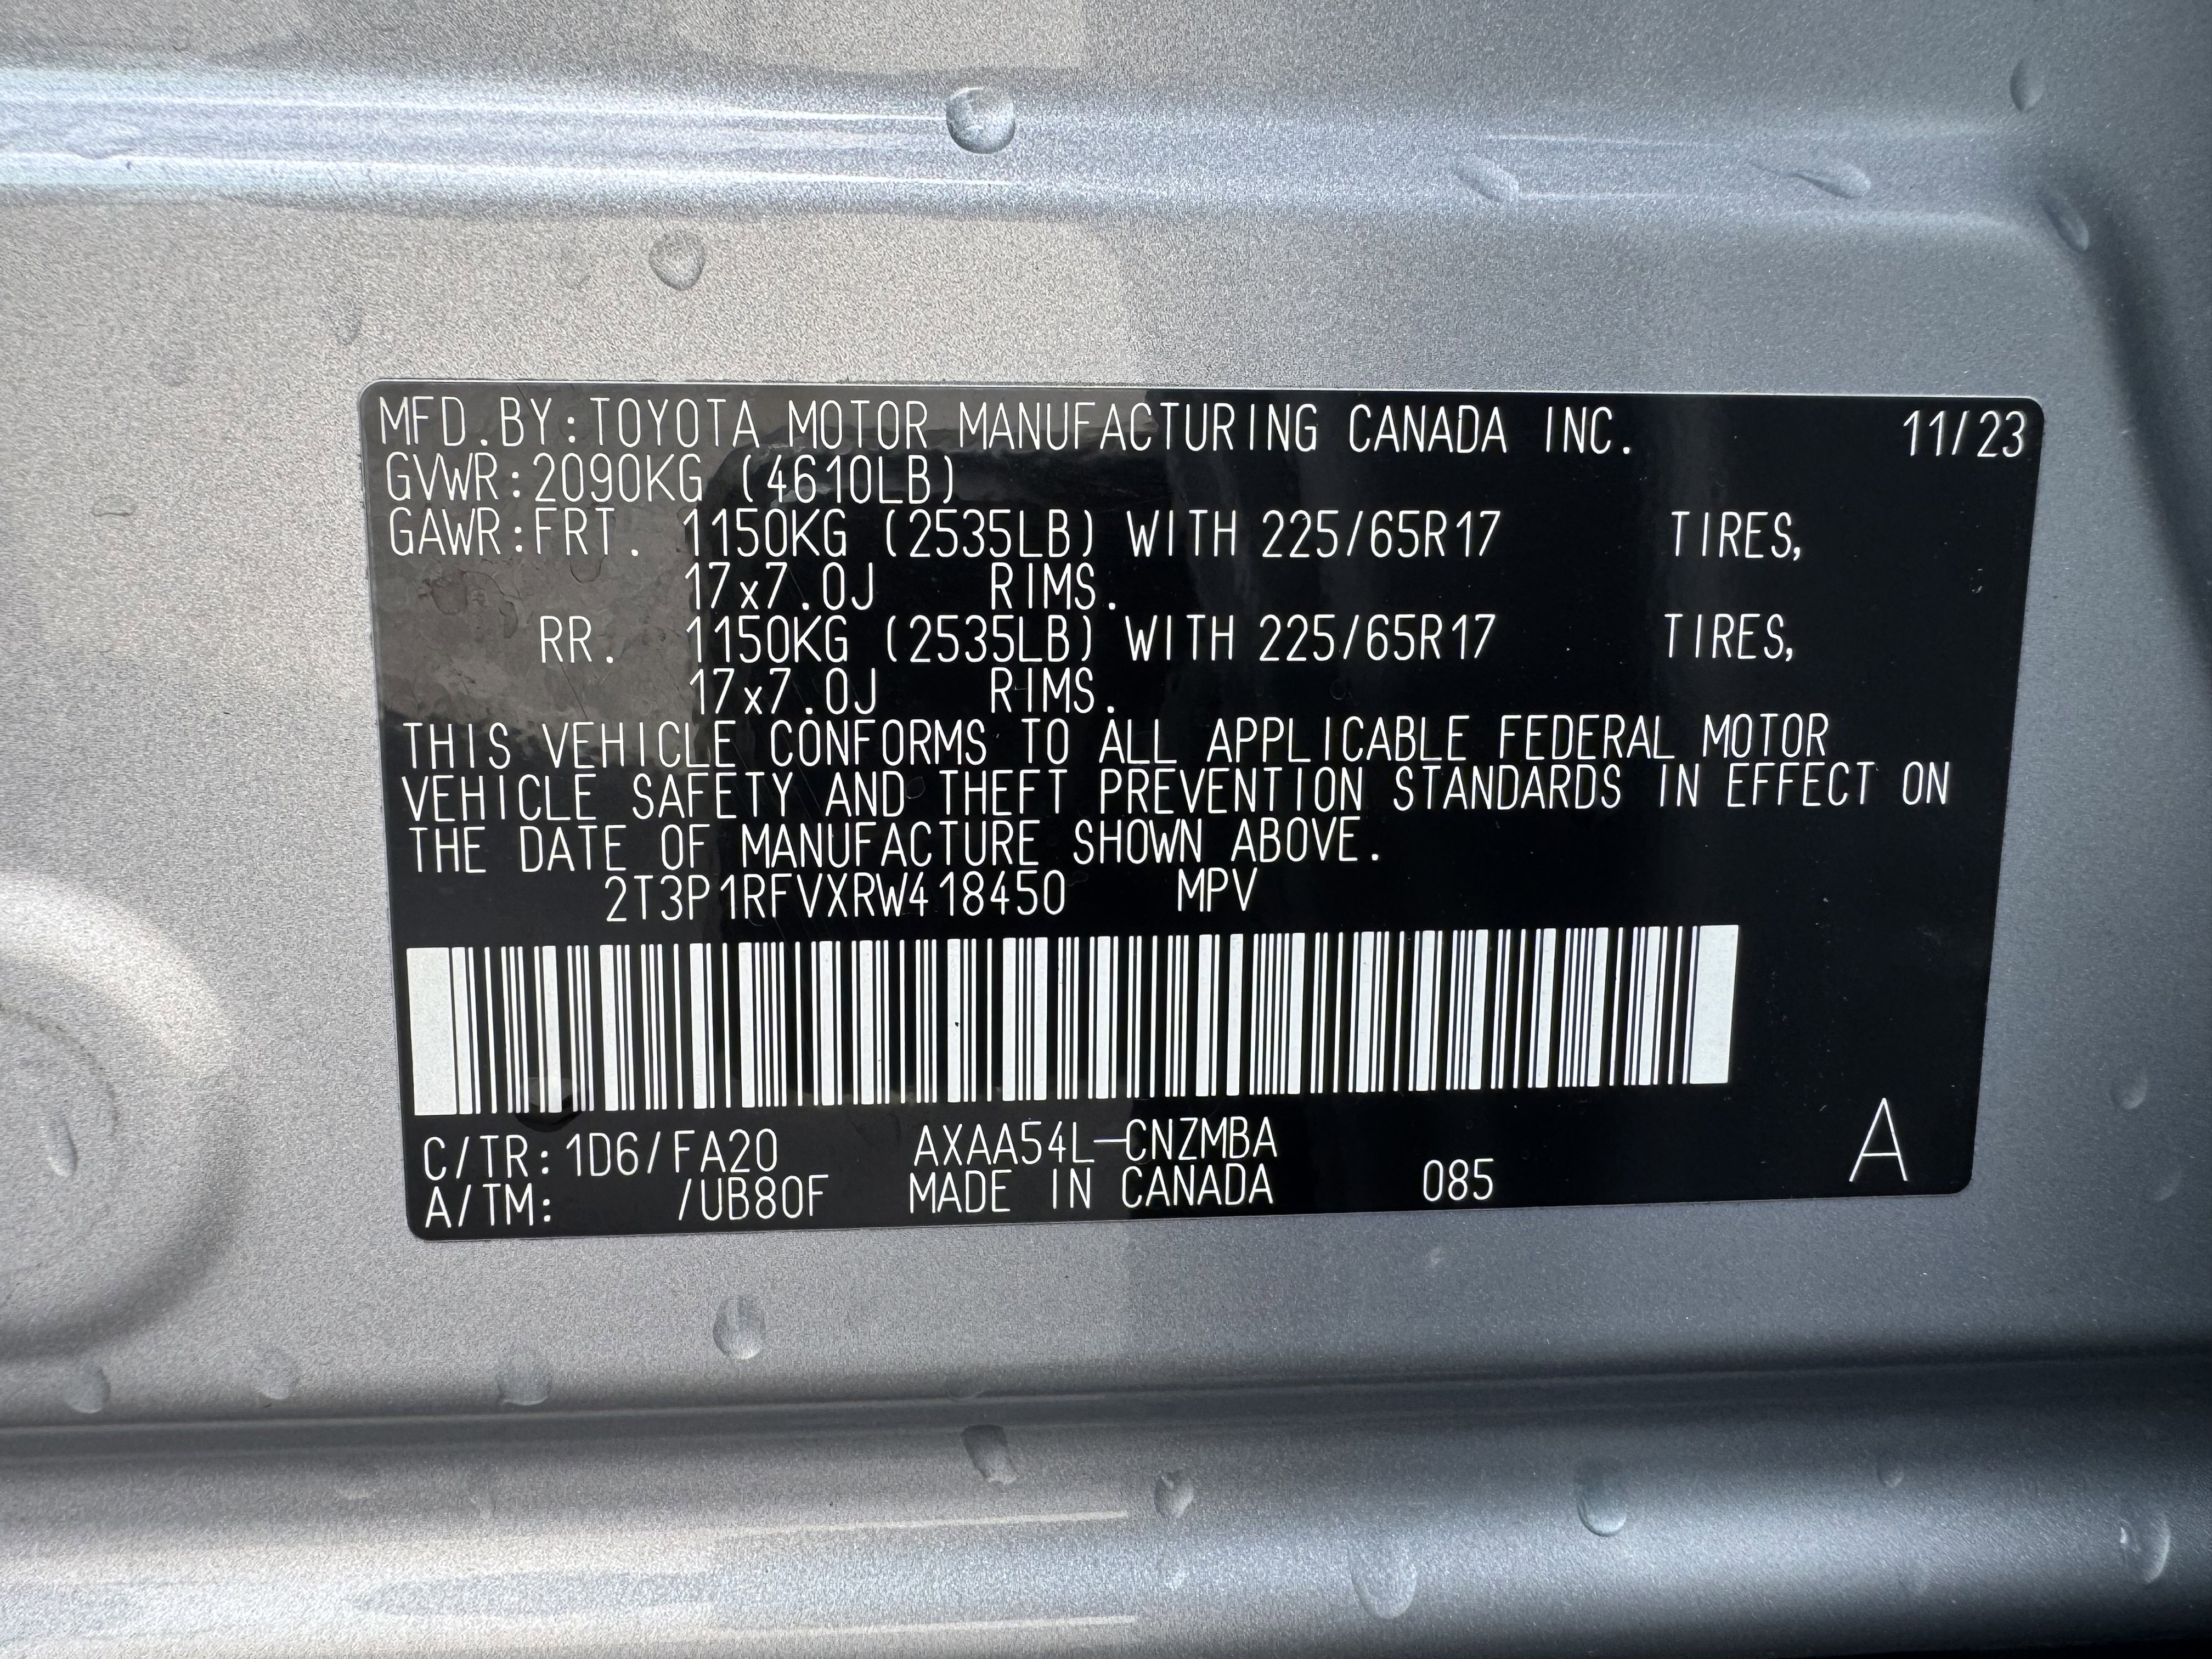 MFD.BY:TOYOTA MOTOR MANUFACTURING CANADA INC. 11/23
GVWR:2090KG (4610LB)
GAWR:FRT. 1150KG (2535LB) WITH 225/65R17 TIRES,
17x7.0J RIMS.
RR. 1150KG (2535LB) WITH 225/65R17 TIRES,
17x7.0J RIMS.
THIS VEHICLE CONFORMS TO ALL APPLICABLE FEDERAL MOTOR
VEHICLE SAFETY AND THEFT PREVENTION STANDARDS IN EFFECT ON
THE DATE OF MANUFACTURE SHOWN ABOVE.
2T3P1RFVXRW418450 MPV
C/TR:1D6/FA20 AXAA54L-CNZMBA
A/TM: /UB80F MADE IN CANADA 085 A